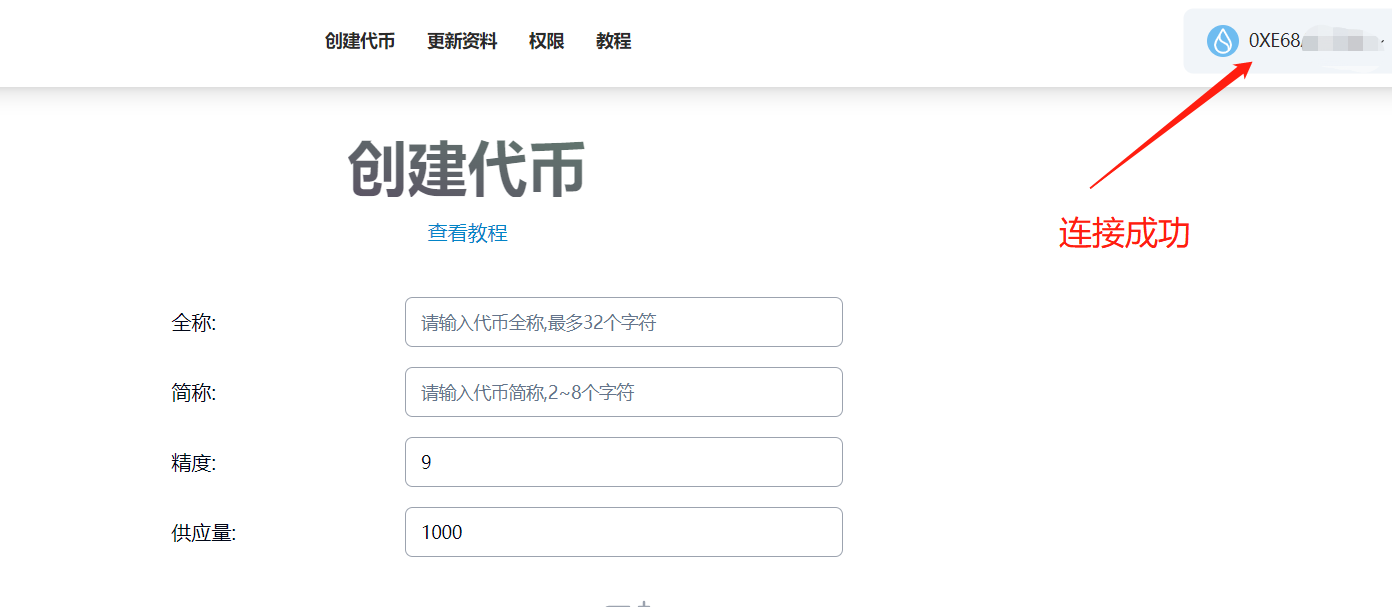 创建代币 更新资料 权限 教程
0XE68
创建代币
查看教程
连接成功
全称: 请输入代币全称,最多32个字符
简称: 请输入代币简称,2~8个字符
精度: 9
供应量: 1000